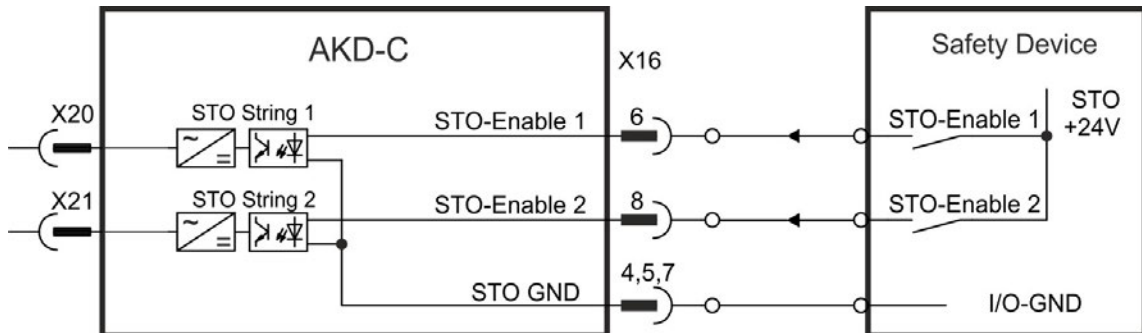 AKD-C
Safety Device
X16
X20
STO String 1
STO-Enable 1
6
STO-Enable 1
STO
+24V
X21
STO String 2
STO-Enable 2
8
STO-Enable 2
STO GND
4,5,7
I/O-GND